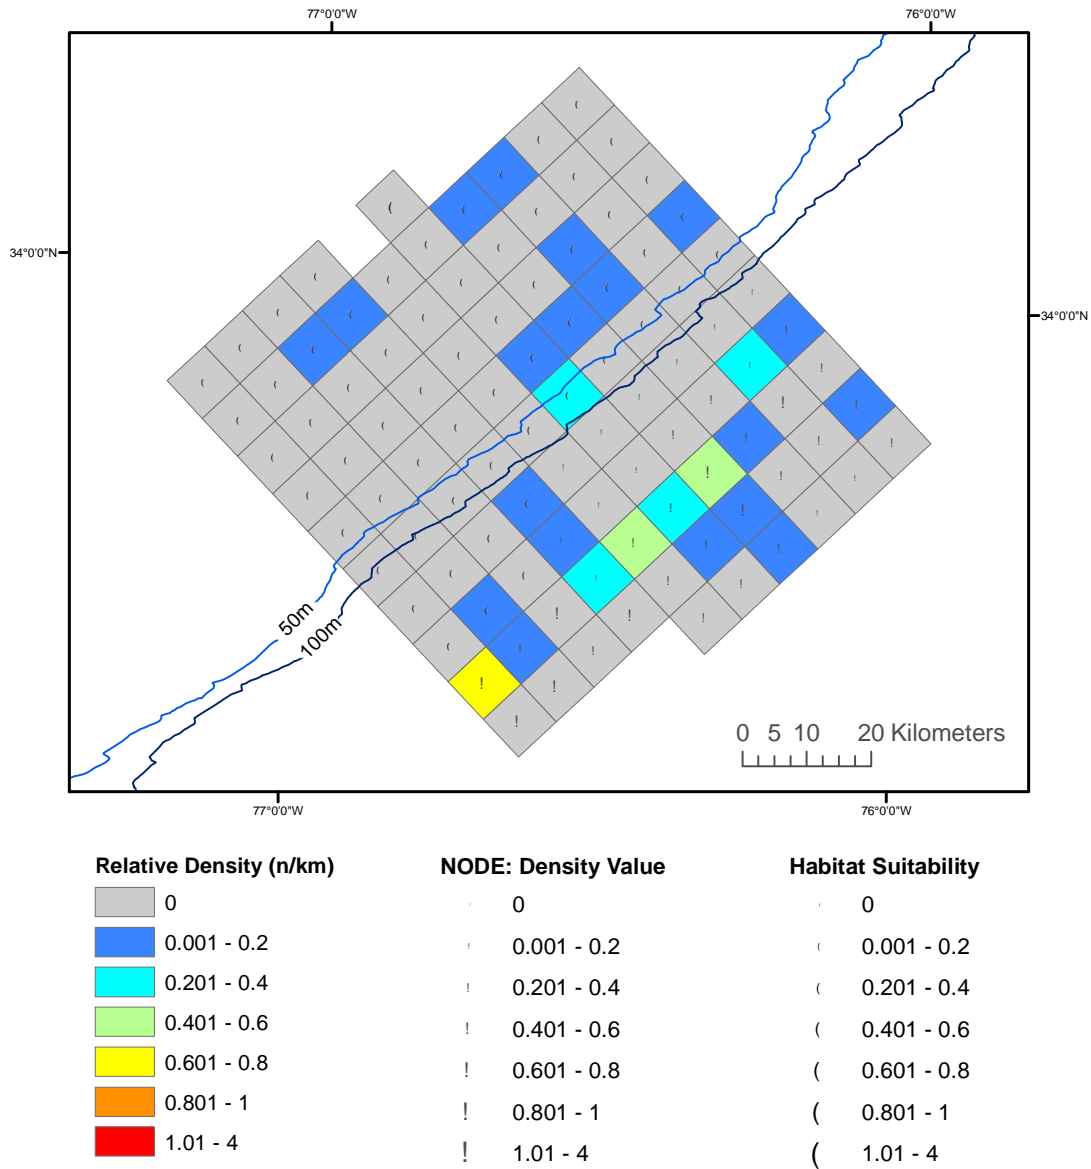 77°0'0"W 76°0'0"W
34°0'0"N
34°0'0"N
50m
100m
0 5 10 20 Kilometers
77°0'0"W 76°0'0"W
Relative Density (n/km)
0
0.001 - 0.2
0.201 - 0.4
0.401 - 0.6
0.601 - 0.8
0.801 - 1
1.01 - 4
NODE: Density Value
0
! 0.001 - 0.2
! 0.201 - 0.4
! 0.401 - 0.6
! 0.601 - 0.8
! 0.801 - 1
! 1.01 - 4
Habitat Suitability
( 0
( 0.001 - 0.2
( 0.201 - 0.4
( 0.401 - 0.6
( 0.601 - 0.8
( 0.801 - 1
( 1.01 - 4